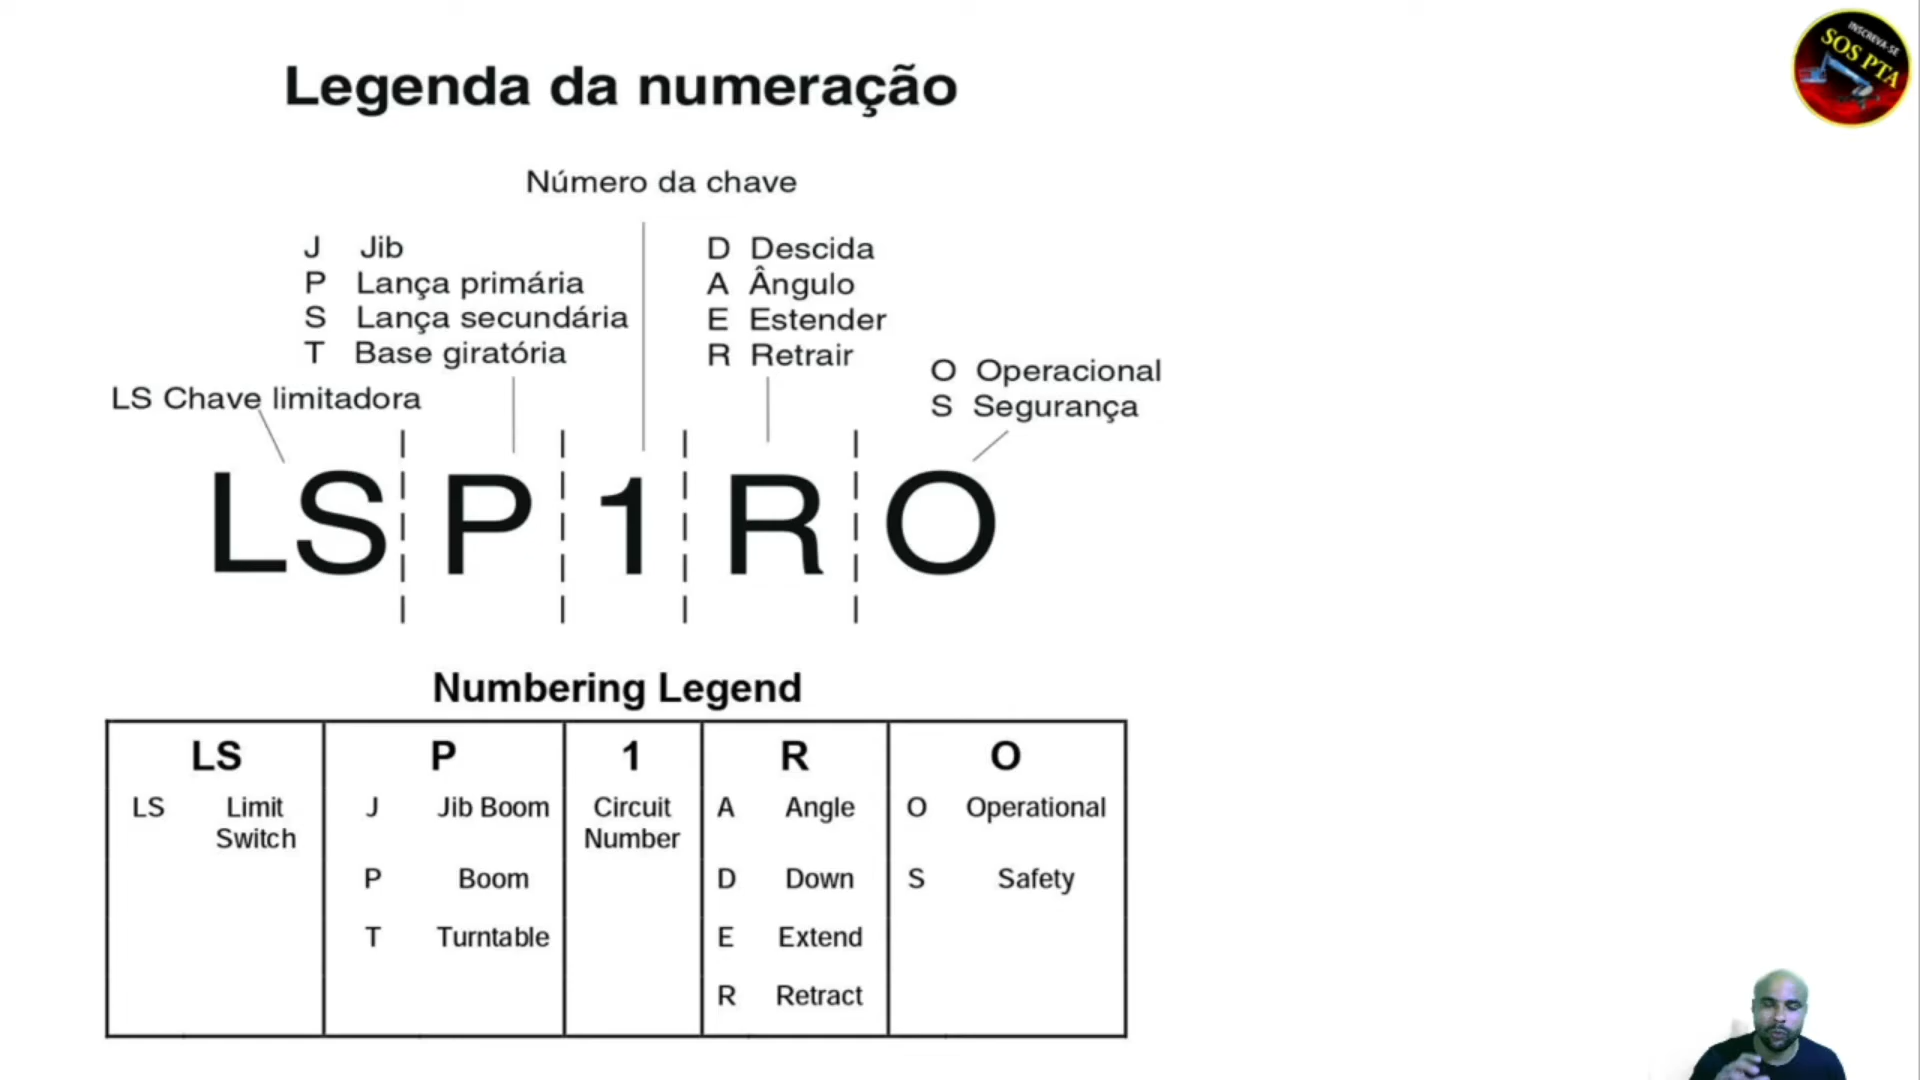 INSCREVA-SE
SOS PTA
Legenda da numeração
Número da chave
J Jib
P Lança primária
S Lança secundária
T Base giratória
D Descida
A Ângulo
E Estender
R Retrair
O Operacional
S Segurança
LS Chave limitadora
LS P 1 R O
Numbering Legend
LS P 1 R O
LS Limit Switch
J Jib Boom
P Boom
T Turntable
Circuit
Number
A Angle
D Down
E Extend
R Retract
O Operational
S Safety